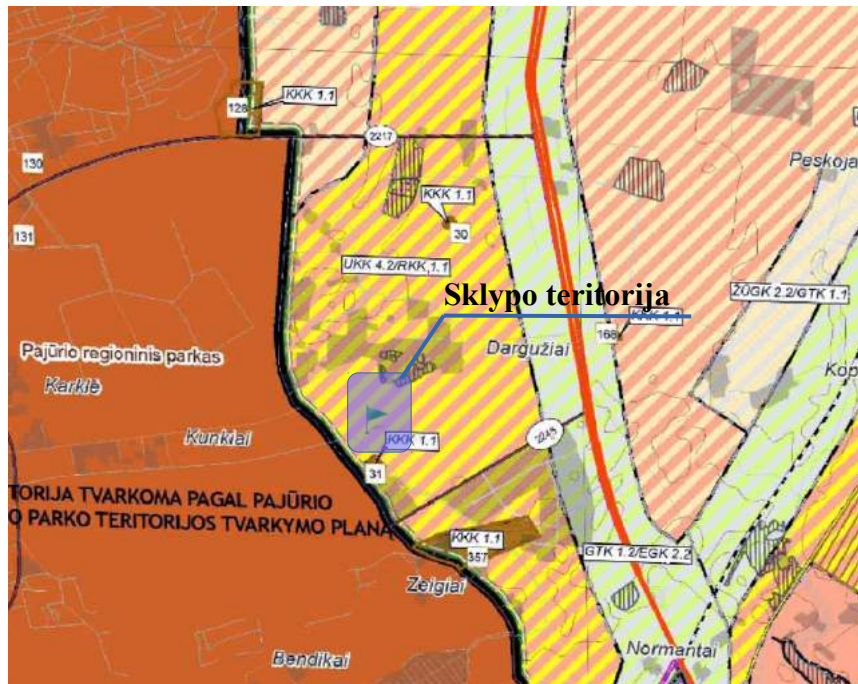 KKK 1.1
128
2217
130
Peskoja
KKK 1.1
30
131
UKK 4.2/RKK 1.1
Sklypo teritorija
ŽŪGK 2.2/GTK 1.1
KKK 1.1
168
Pajūrio regioninis parkas
Dargužiai
Karklė
Kop
Kunkiai
2245
KKK 1.1
31
TORIJA TVARKOMA PAGAL PAJŪRIO
O PARKO TERITORIJOS TVARKYMO PLANĄ
KKK 1.1
357
GTK 1.2/EGK 2.2
Zeigiai
Normantai
Bendikai